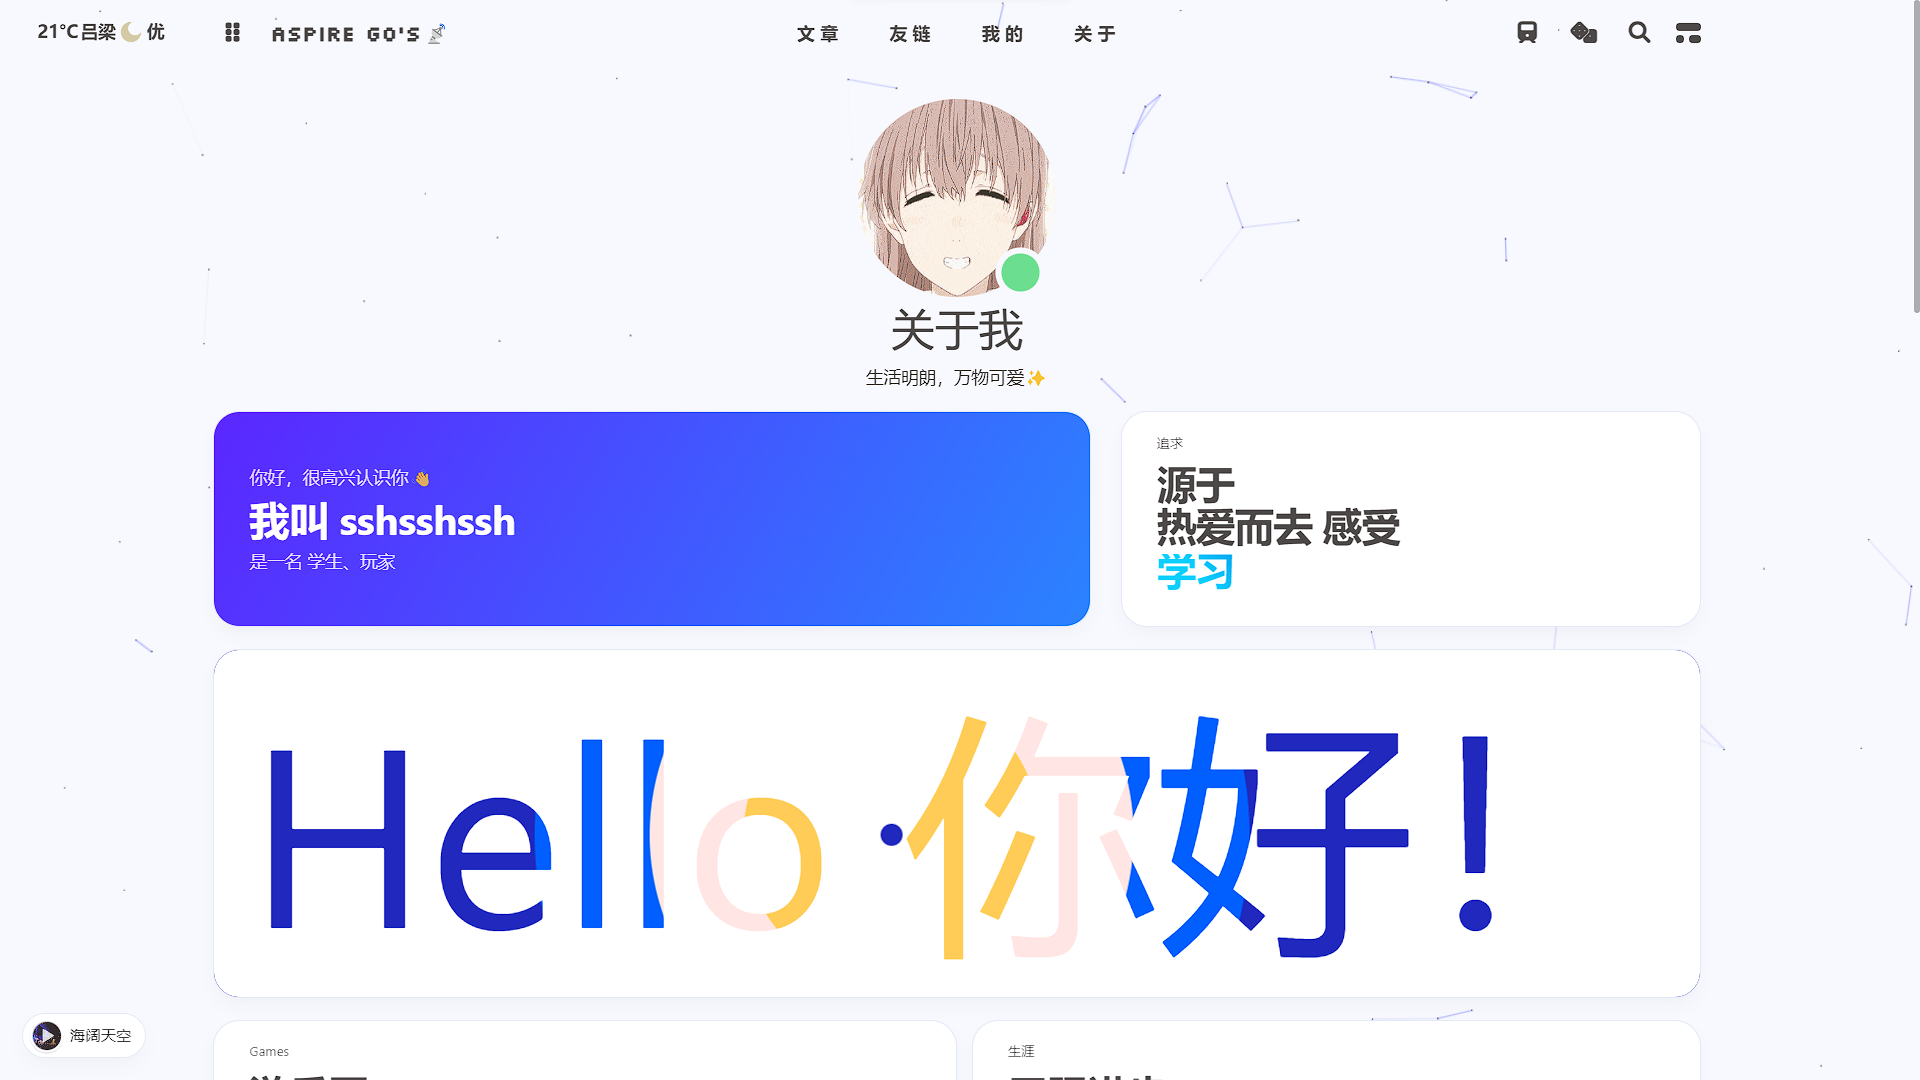 21°C吕梁🌙 优
ASPIRE GO'S📡
文章 友链 我的 关于
关于我
生活明朗，万物可爱✨
你好，很高兴认识你 👋
我叫 sshsshssh
是一名 学生、玩家
追求
源于
热爱而去 感受
学习
Hello · 你好！
海阔天空
Games
生涯